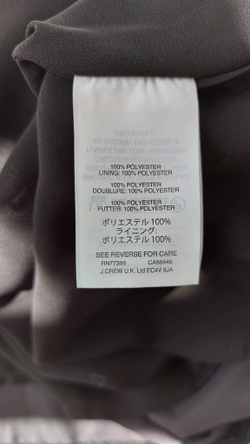 100% POLYESTER
LINING: 100% POLYESTER
100% POLYESTER
DOUBLURE: 100% POLYESTER
100% POLYESTER
FUTTER: 100% POLYESTER
ポリエステル 100%
ライニング:
ポリエステル 100%
SEE REVERSE FOR CARE
RN77388 CA56445
J.CREW U.K. Ltd EC4V 6JA